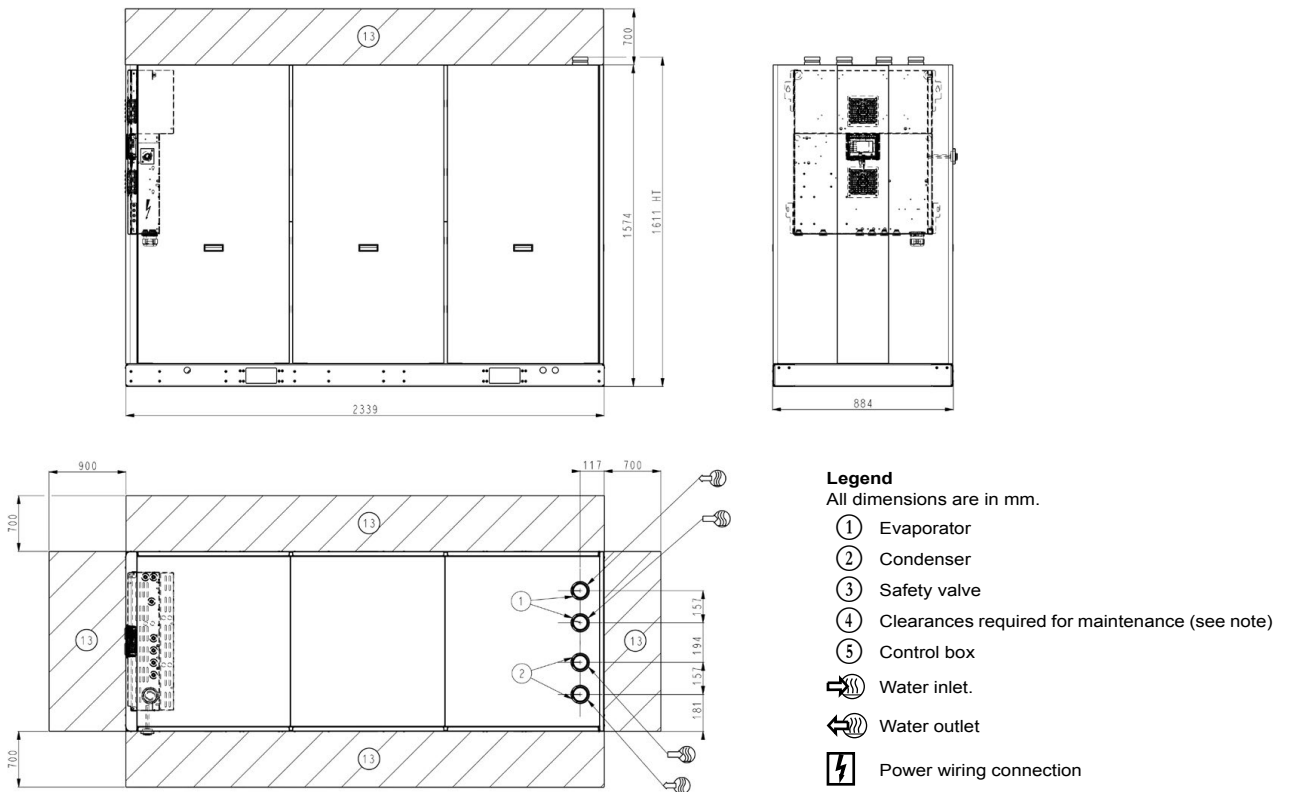 13
700
1574
1611 HT
2339
884
900
117
700
700
13
13
13
1
2
157
194
157
181
700
13
Legend
All dimensions are in mm.
1 Evaporator
2 Condenser
3 Safety valve
4 Clearances required for maintenance (see note)
5 Control box
Water inlet.
Water outlet
Power wiring connection